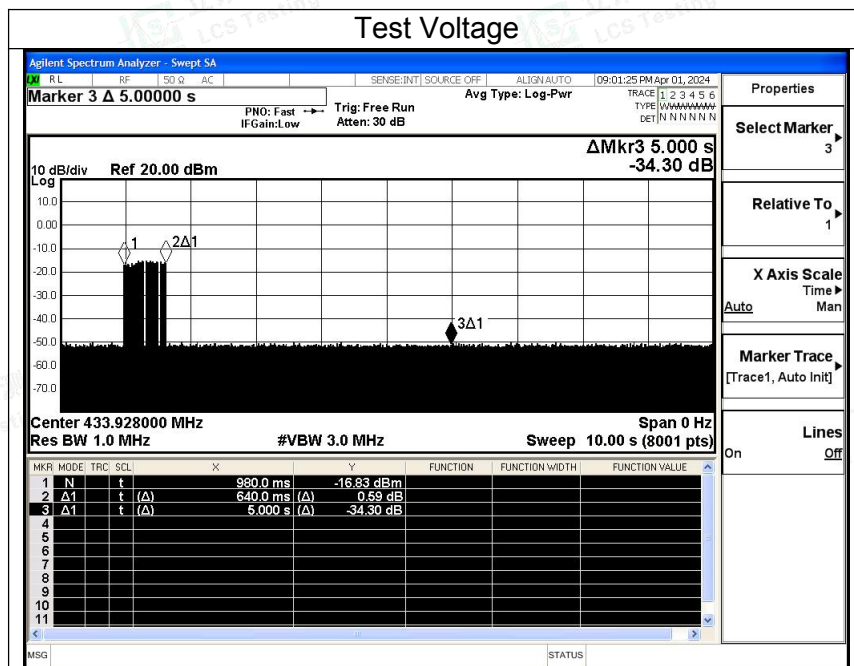 Test Voltage
Agilent Spectrum Analyzer - Swept SA
LXI RL RF 50 Ω AC SENSE:INT SOURCE OFF ALIGN AUTO 09:01:25 PM Apr 01, 2024
Marker 3 Δ 5.00000 s
PNO: Fast
IFGain:Low
Trig: Free Run
Atten: 30 dB
Avg Type: Log-Pwr
TRACE 1 2 3 4 5 6
TYPE WWWWWW
DET N N N N N N
ΔMkr3 5.000 s
-34.30 dB
10 dB/div Ref 20.00 dBm
Log
10.0
0.00
-10.0
-20.0
-30.0
-40.0
-50.0
-60.0
-70.0
1
2Δ1
3Δ1
Center 433.928000 MHz Span 0 Hz
Res BW 1.0 MHz #VBW 3.0 MHz Sweep 10.00 s (8001 pts)
MKR MODE TRC SCL X Y FUNCTION FUNCTION WIDTH FUNCTION VALUE
1 N t 980.0 ms -16.83 dBm
2 Δ1 t (Δ) 640.0 ms (Δ) 0.59 dB
3 Δ1 t (Δ) 5.000 s (Δ) -34.30 dB
4
5
6
7
8
9
10
11
MSG STATUS
Properties
Select Marker
3
Relative To
1
X Axis Scale
Time
Auto Man
Marker Trace
[Trace1, Auto Init]
Lines
On Off
LCS Testing